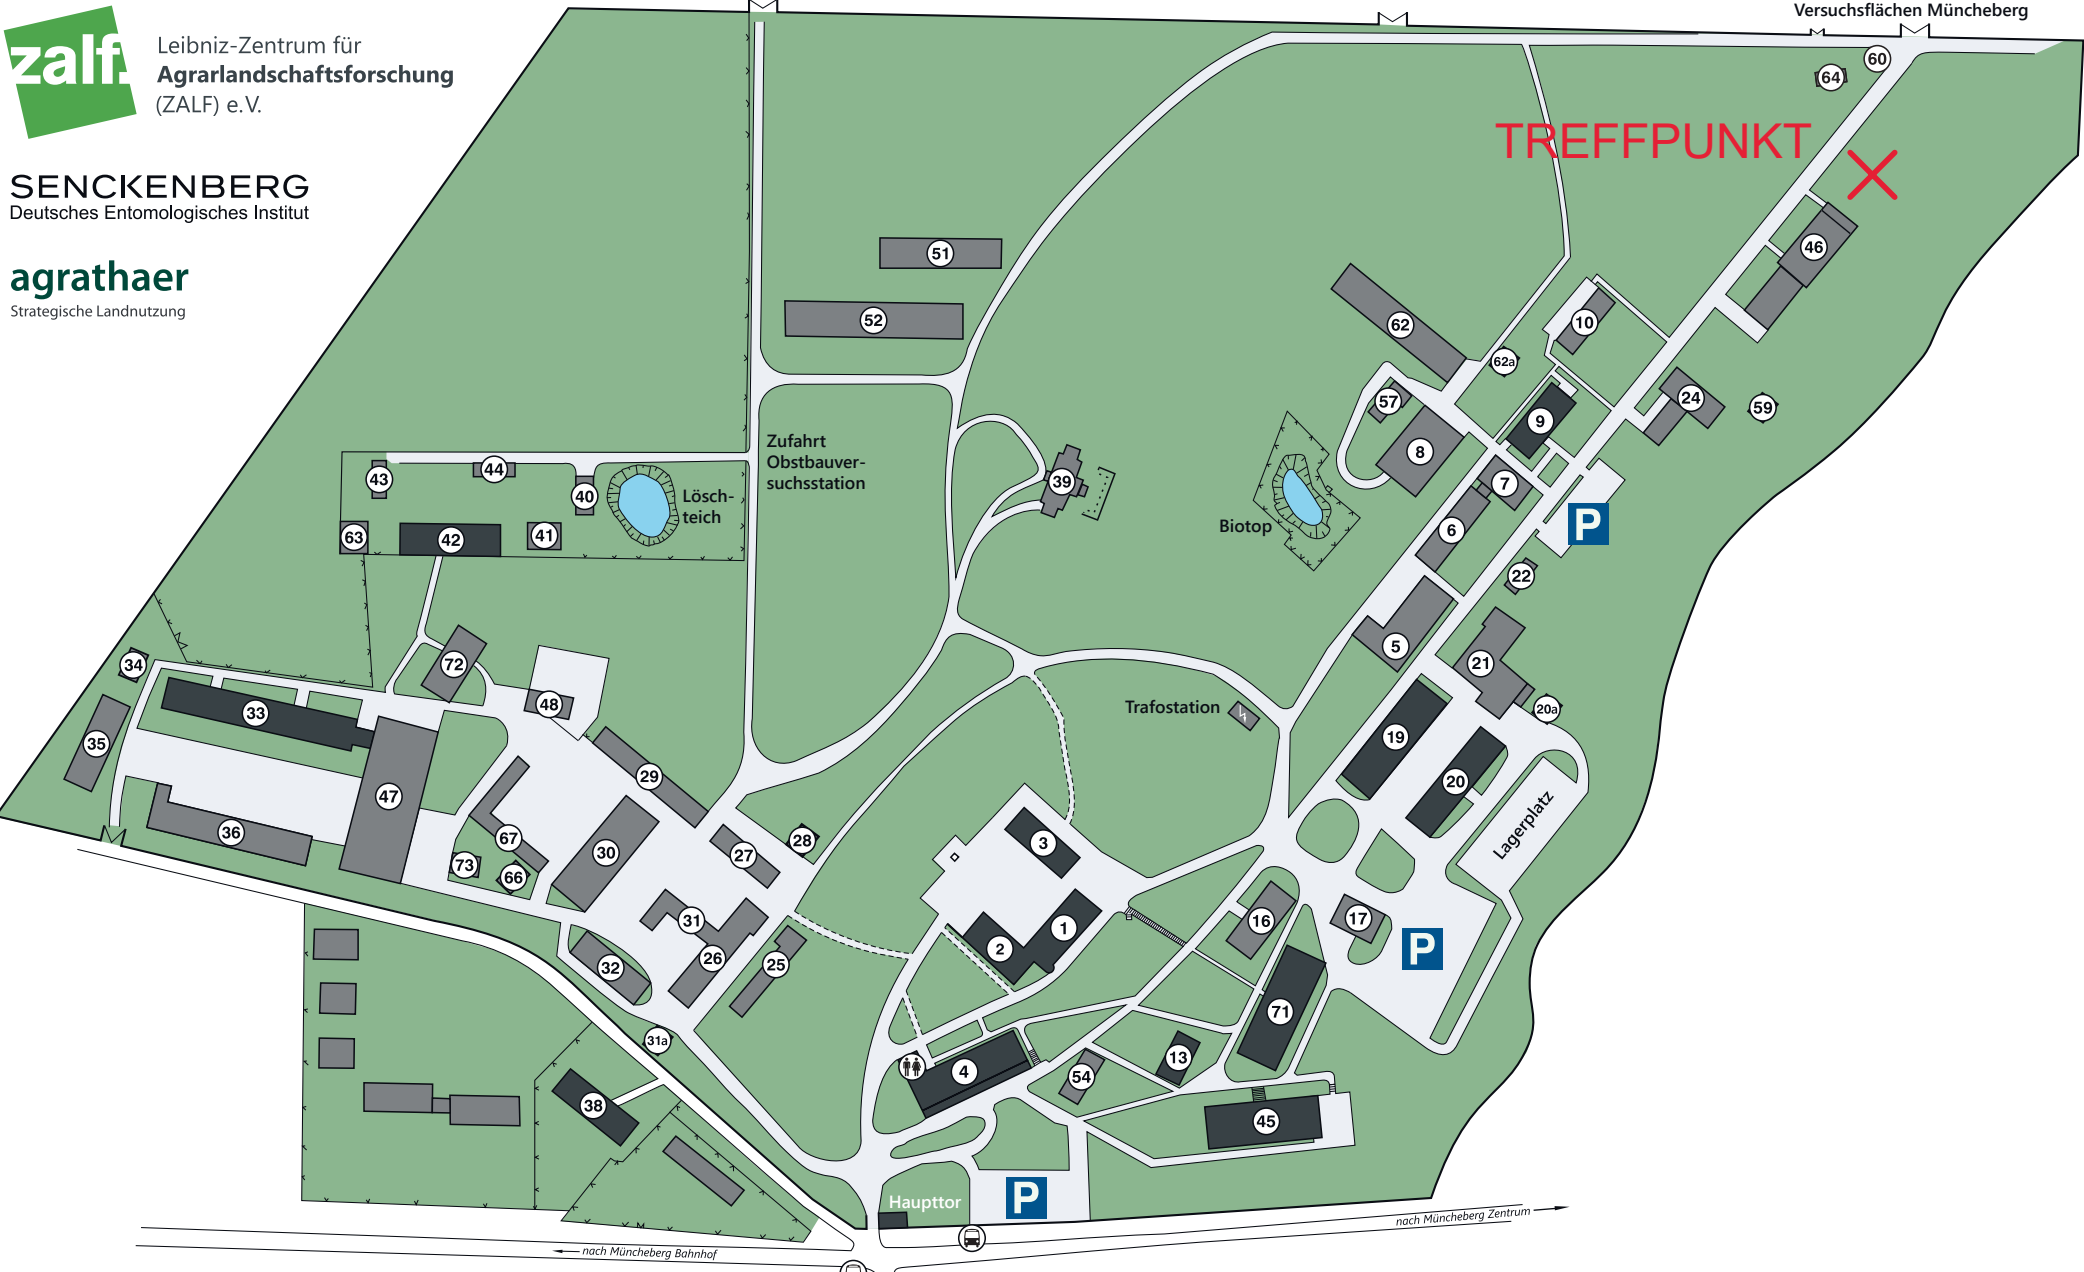 zalf.
Leibniz-Zentrum für
Agrarlandschaftsforschung
(ZALF) e.V.
SENCKENBERG
Deutsches Entomologisches Institut
agrathaer
Strategische Landnutzung
Versuchsflächen Müncheberg
60
64
TREFFPUNKT
46
51
52
62
10
62a
57
24
59
9
8
7
Zufahrt
Obstbauver-
suchsstation
43
44
40
Lösch-
teich
39
Biotop
6
P
63
42
41
22
5
21
34
72
48
33
35
Trafostation
20a
19
20
29
47
36
67
73
66
30
27
28
3
Lagerplatz
31
26
32
25
1
2
16
17
P
71
31a
4
54
13
38
45
Haupttor
P
nach Müncheberg Zentrum
nach Müncheberg Bahnhof